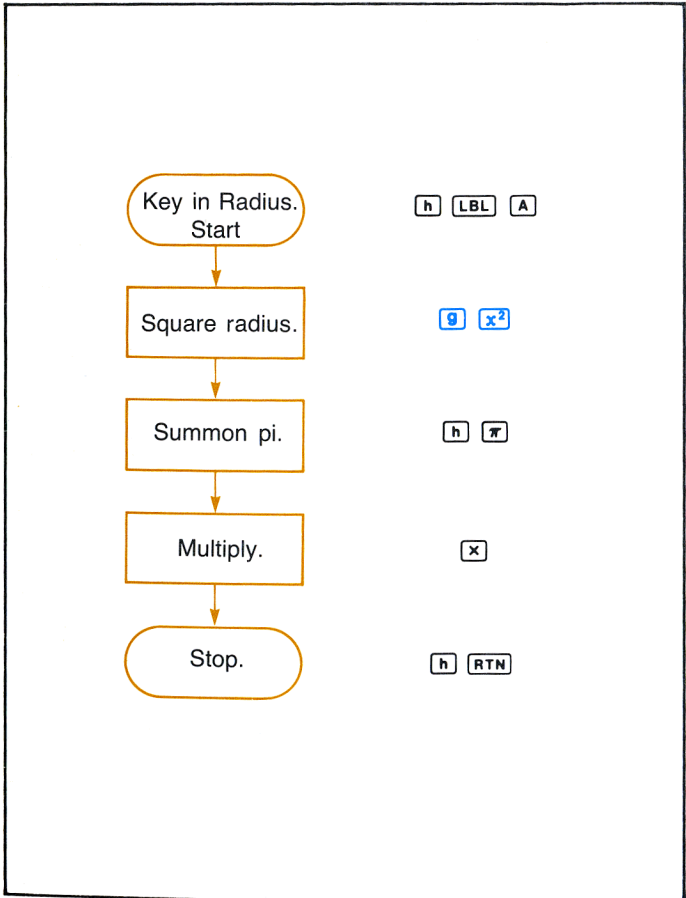 Key in Radius.
Start
h LBL A
Square radius.
g x²
Summon pi.
h π
Multiply.
×
Stop.
h RTN